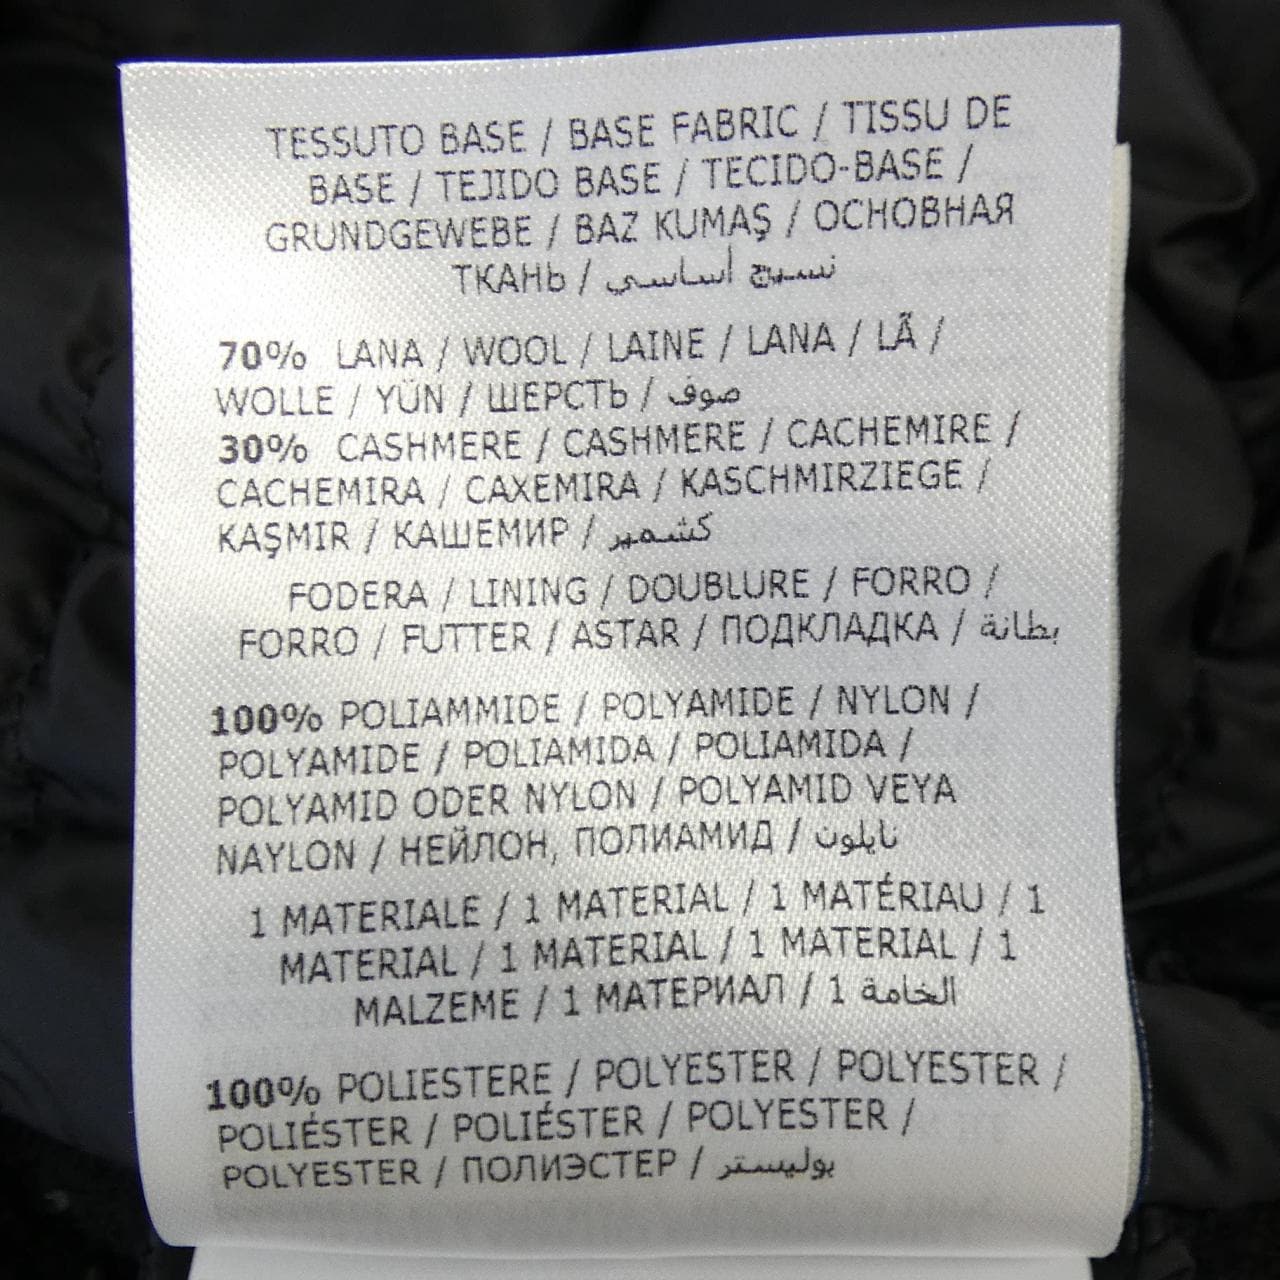 TESSUTO BASE / BASE FABRIC / TISSU DE
BASE / TEJIDO BASE / TECIDO-BASE /
GRUNDGEWEBE / BAZ KUMAŞ / ОСНОВНАЯ
ТКАНЬ / نسيج أساسي
70% LANA / WOOL / LAINE / LANA / LÃ /
WOLLE / YÜN / ШЕРСТЬ / صوف
30% CASHMERE / CASHMERE / CACHEMIRE /
CACHEMIRA / CAXEMIRA / KASCHMIRZIEGE /
KAŞMIR / КАШЕМИР / كشمير
FODERA / LINING / DOUBLURE / FORRO /
FORRO / FUTTER / ASTAR / ПОДКЛАДКА / بطانة
100% POLIAMMIDE / POLYAMIDE / NYLON /
POLYAMIDE / POLIAMIDA / POLIAMIDA /
POLYAMID ODER NYLON / POLYAMID VEYA
NAYLON / НЕЙЛОН, ПОЛИАМИД / نايلون
1 MATERIALE / 1 MATERIAL / 1 MATÉRIAU / 1
MATERIAL / 1 MATERIAL / 1 MATERIAL / 1
MALZEME / 1 МАТЕРИАЛ / 1 الخامة
100% POLIESTERE / POLYESTER / POLYESTER /
POLIÉSTER / POLIÉSTER / POLYESTER /
POLYESTER / ПОЛИЭСТЕР / بوليستر